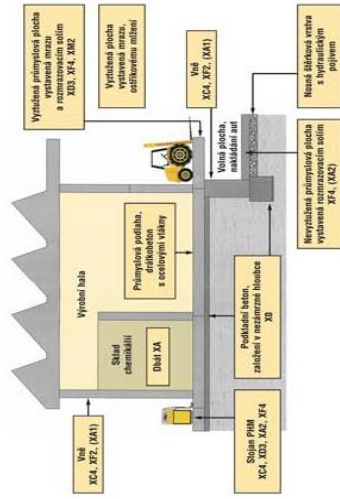 Vně
XC4, XF2, (XA1)
Výrobní hala
Vyztužená průmyslová plocha
vystavená mrazu
a rozmrazovacím solím
XD3, XF4, XM2
Vyztužená plocha
vystavená mrazu,
ostřikovému mlžení
Sklad
chemikálií
Dbát XA
Průmyslová podlaha,
drátkobeton
s ocelovými vlákny
Vně
XC4, XF2, (XA1)
Volná plocha,
nakládání aut
Stojan PHM
XC4, XD3, XA2, XF4
Podkladní beton,
založení v nezámrzné hloubce
X0
Nevyztužená průmyslová plocha
vystavená rozmrazovacím solím
XF4, (XA2)
Nosná štěrková vrstva
s hydraulickým
pojivem